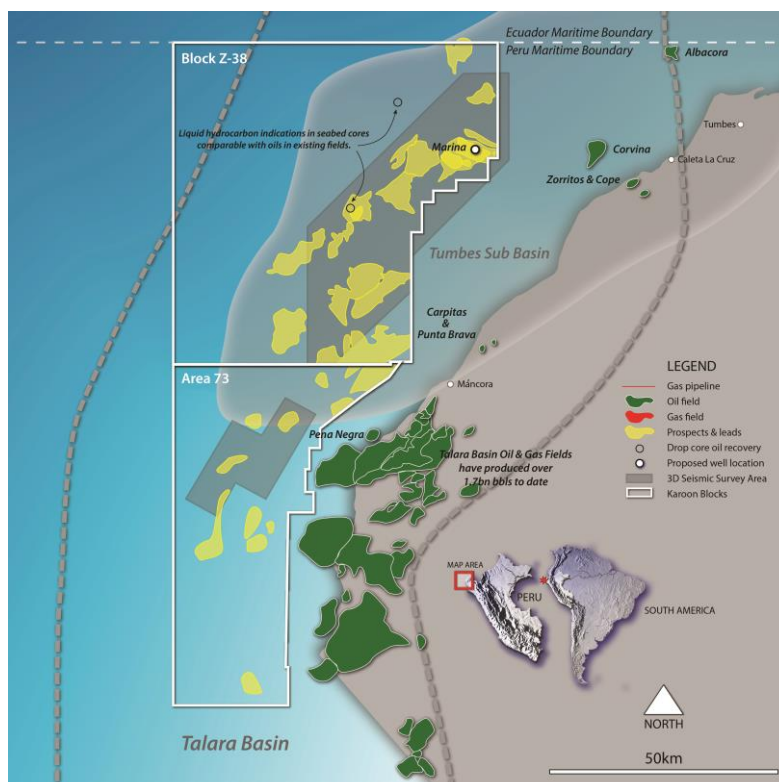 Ecuador Maritime Boundary
Peru Maritime Boundary
Block Z-38
Albacora
Liquid hydrocarbon indications in seabed cores
comparable with oils in existing fields.
Marina
Tumbes
Corvina
Caleta La Cruz
Zorritos & Cope
Tumbes Sub Basin
Carpitas
&
Punta Brava
Area 73
Máncora
LEGEND
Gas pipeline
Oil field
Gas field
Prospects & leads
Drop core oil recovery
Proposed well location
3D Seismic Survey Area
Karoon Blocks
Pena Negra
Talara Basin Oil & Gas Fields
have produced over
1.7bn bbls to date
MAP AREA
PERU
SOUTH AMERICA
NORTH
Talara Basin
50km